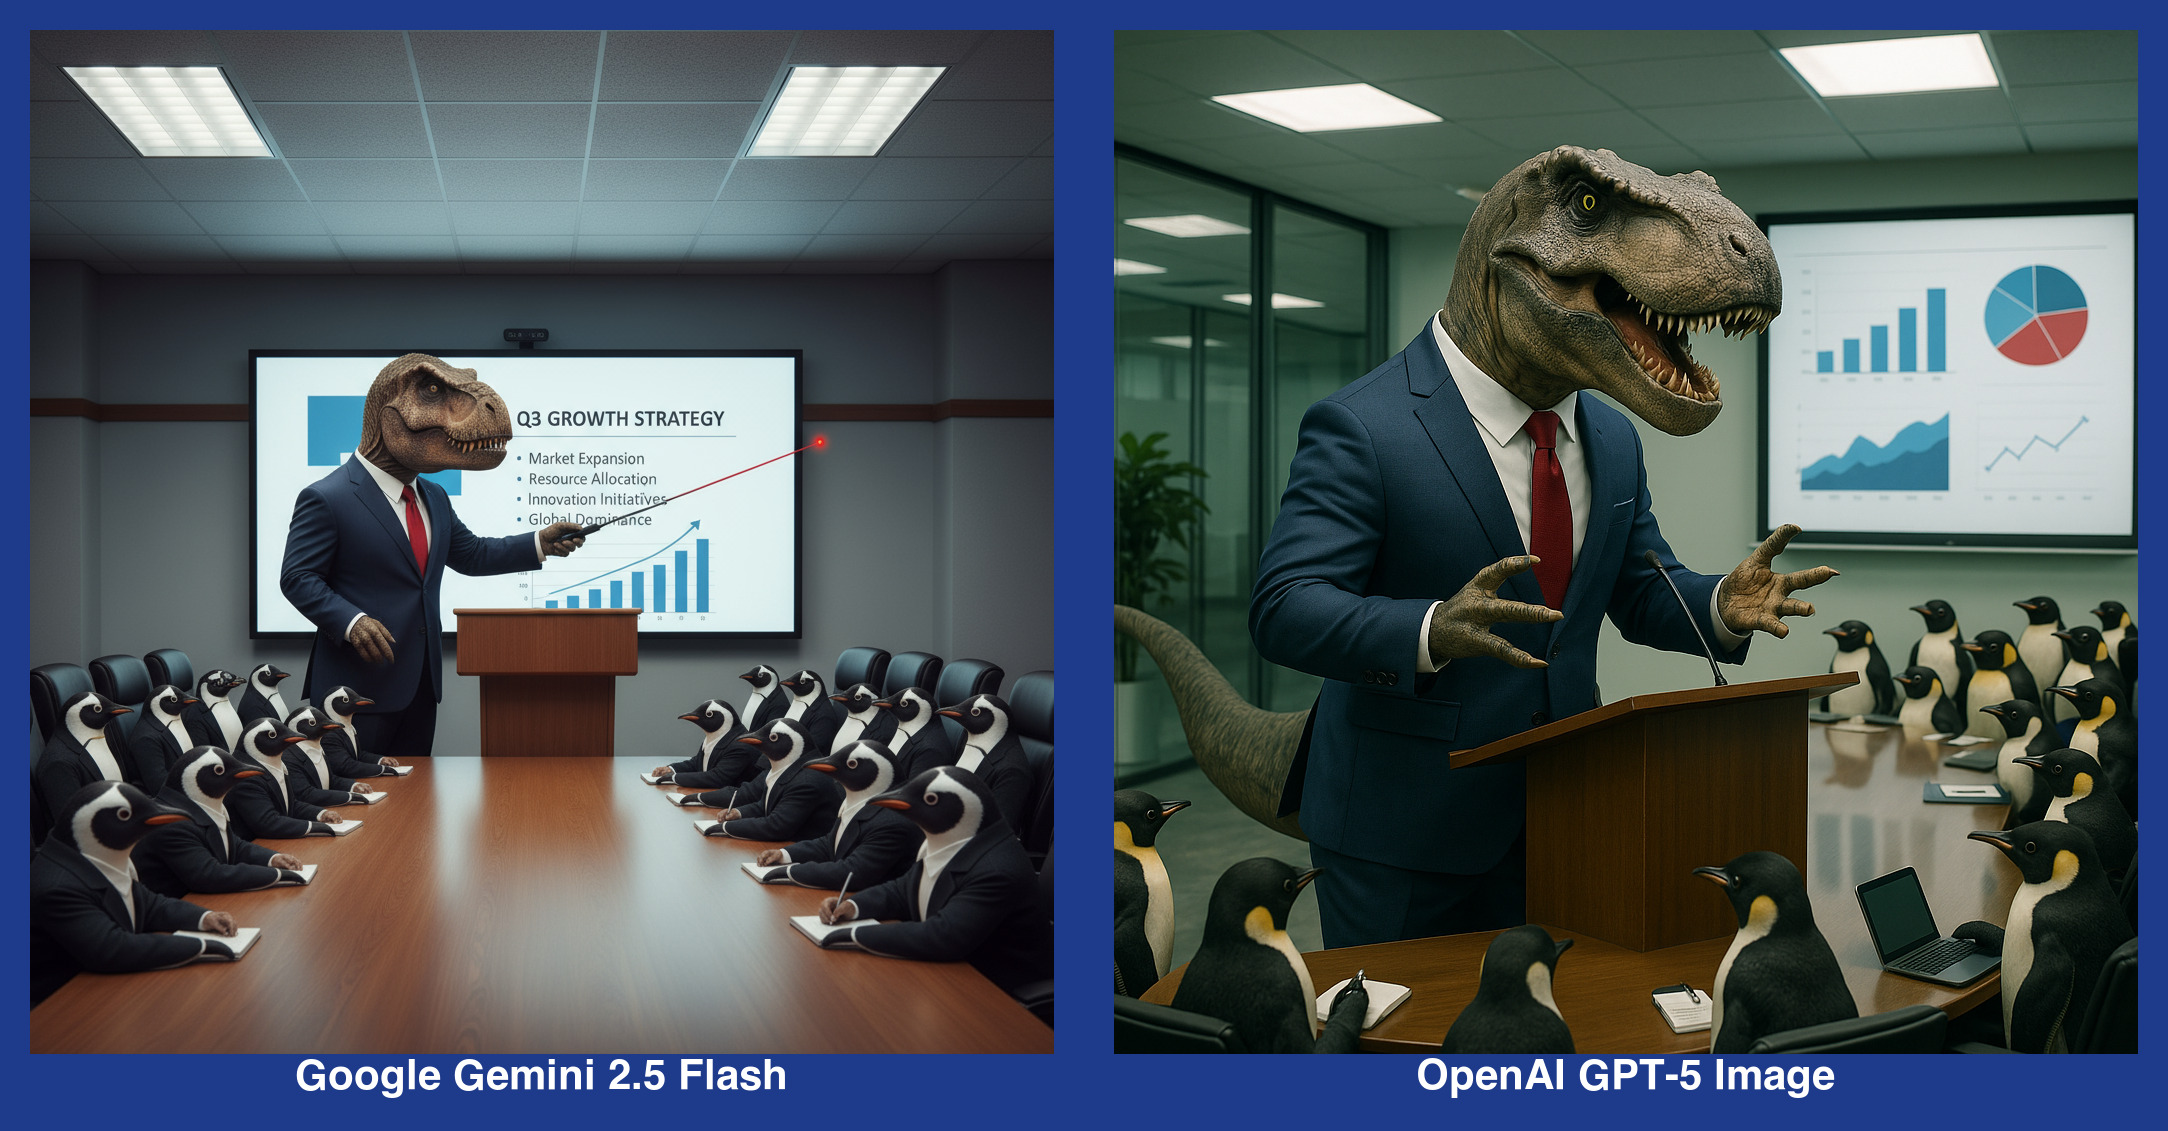 Q3 GROWTH STRATEGY
• Market Expansion
• Resource Allocation
• Innovation Initiatives
• Global Dominance
Google Gemini 2.5 Flash
OpenAI GPT-5 Image